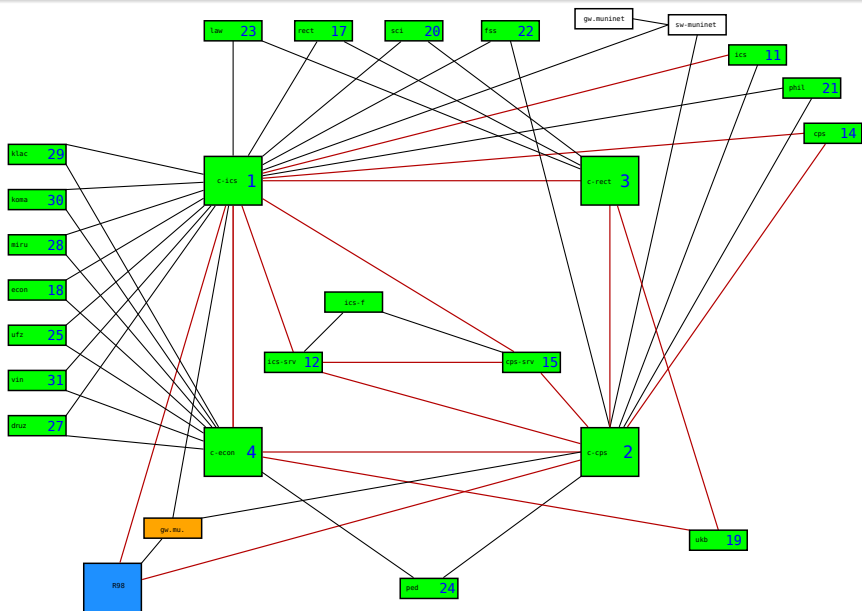 gw.muninet
sw-muninet
law 23
rect 17
sci 20
fss 22
ics 11
phil 21
cps 14
klac 29
c-ics 1
c-rect 3
koma 30
miru 28
econ 18
ics-f
ufz 25
ics-srv 12
cps-srv 15
vin 31
druz 27
c-econ 4
c-cps 2
gw.mu.
ukb 19
R98
ped 24